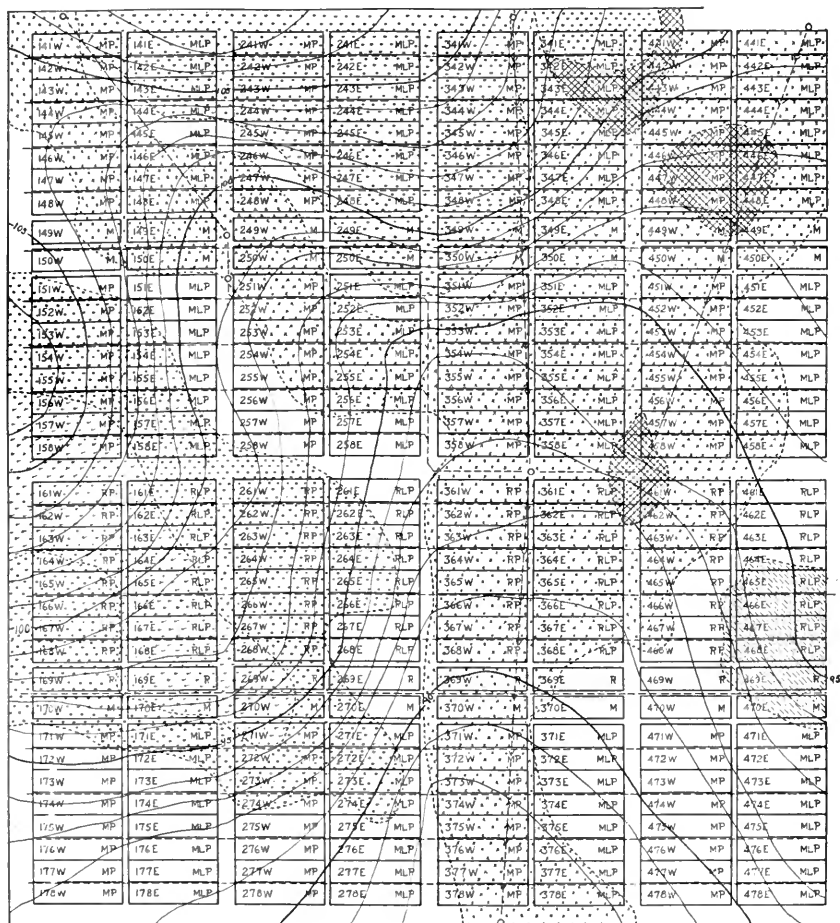 141W MP 141E MLP 241W MP 241E MLP 341W MP 341E MLP 441W MP 441E MLP
142W MP 142E MLP 242W MP 242E MLP 342W MP 342E MLP 442W MP 442E MLP
143W MP 143E MLP 243W MP 243E MLP 343W MP 343E MLP 443W MP 443E MLP
105
144W MP 144E MLP 244W MP 244E MLP 344W MP 344E MLP 444W MP 444E MLP
145W MP 145E MLP 245W MP 245E MLP 345W MP 345E MLP 445W MP 445E MLP
146W MP 146E MLP 246W MP 246E MLP 346W MP 346E MLP 446W MP 446E MLP
147W MP 147E MLP 247W MP 247E MLP 347W MP 347E MLP 447W MP 447E MLP
100
148W MP 148E MLP 248W MP 248E MLP 348W MP 348E MLP 448W MP 448E MLP
105
149W M 149E M 249W M 249E M 349W M 349E M 449W M 449E M
150W M 150E M 250W M 250E M 350W M 350E M 450W M 450E M
151W MP 151E MLP 251W MP 251E MLP 351W MP 351E MLP 451W MP 451E MLP
152W MP 152E MLP 252W MP 252E MLP 352W MP 352E MLP 452W MP 452E MLP
153W MP 153E MLP 253W MP 253E MLP 353W MP 353E MLP 453W MP 453E MLP
154W MP 154E MLP 254W MP 254E MLP 354W MP 354E MLP 454W MP 454E MLP
155W MP 155E MLP 255W MP 255E MLP 355W MP 355E MLP 455W MP 455E MLP
156W MP 156E MLP 256W MP 256E MLP 356W MP 356E MLP 456W MP 456E MLP
157W MP 157E MLP 257W MP 257E MLP 357W MP 357E MLP 457W MP 457E MLP
158W MP 158E MLP 258W MP 258E MLP 358W MP 358E MLP 458W MP 458E MLP
161W RP 161E RLP 261W RP 261E RLP 361W RP 361E RLP 461W RP 461E RLP
162W RP 162E RLP 262W RP 262E RLP 362W RP 362E RLP 462W RP 462E RLP
163W RP 163E RLP 263W RP 263E RLP 363W RP 363E RLP 463W RP 463E RLP
164W RP 164E RLP 264W RP 264E RLP 364W RP 364E RLP 464W RP 464E RLP
165W RP 165E RLP 265W RP 265E RLP 365W RP 365E RLP 465W RP 465E RLP
166W RP 166E RLP 266W RP 266E RLP 366W RP 366E RLP 466W RP 466E RLP
100
167W RP 167E RLP 267W RP 267E RLP 367W RP 367E RLP 467W RP 467E RLP
168W RP 168E RLP 268W RP 268E RLP 368W RP 368E RLP 468W RP 468E RLP
169W R 169E R 269W R 269E R 369W R 369E R 469W R 469E R
95
170W M 170E M 270W M 270E M 370W M 370E M 470W M 470E M
171W MP 171E MLP 271W MP 271E MLP 371W MP 371E MLP 471W MP 471E MLP
95
172W MP 172E MLP 272W MP 272E MLP 372W MP 372E MLP 472W MP 472E MLP
173W MP 173E MLP 273W MP 273E MLP 373W MP 373E MLP 473W MP 473E MLP
174W MP 174E MLP 274W MP 274E MLP 374W MP 374E MLP 474W MP 474E MLP
175W MP 175E MLP 275W MP 275E MLP 375W MP 375E MLP 475W MP 475E MLP
176W MP 176E MLP 276W MP 276E MLP 376W MP 376E MLP 476W MP 476E MLP
177W MP 177E MLP 277W MP 277E MLP 377W MP 377E MLP 477W MP 477E MLP
178W MP 178E MLP 278W MP 278E MLP 378W MP 378E MLP 478W MP 478E MLP